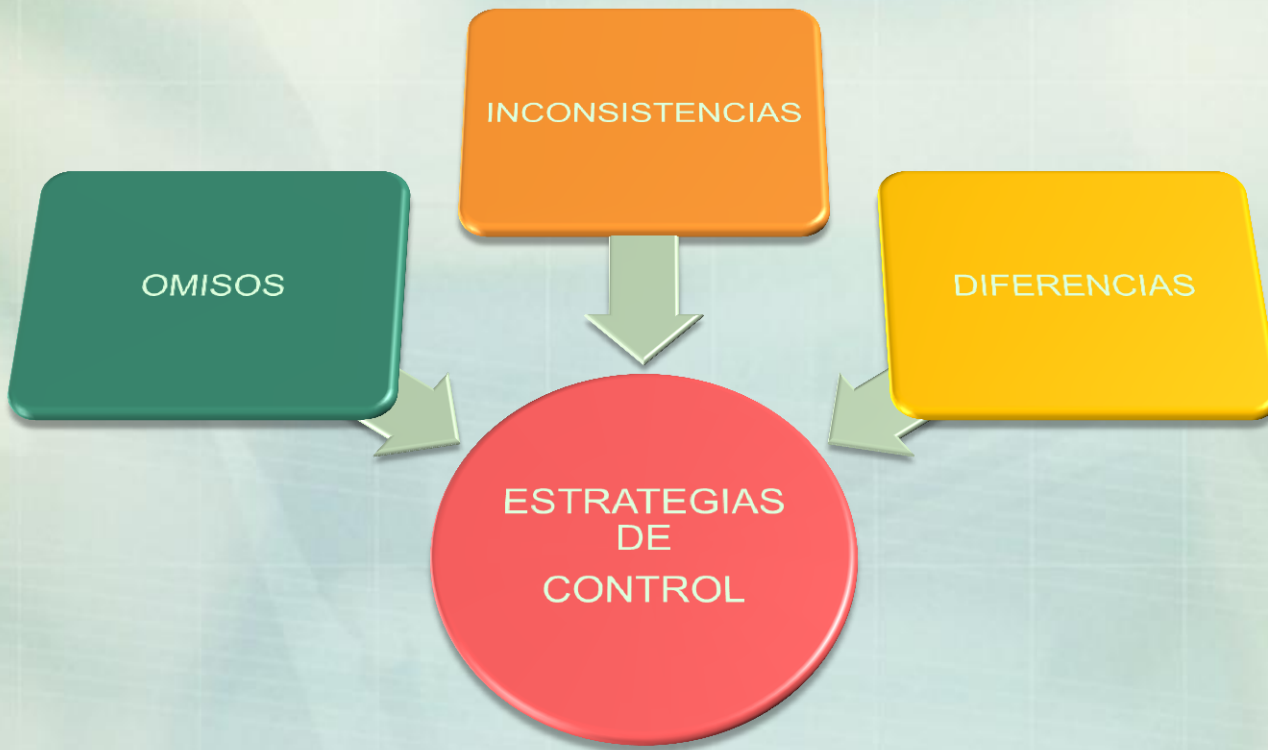 INCONSISTENCIAS
OMISOS
DIFERENCIAS
ESTRATEGIAS
DE
CONTROL